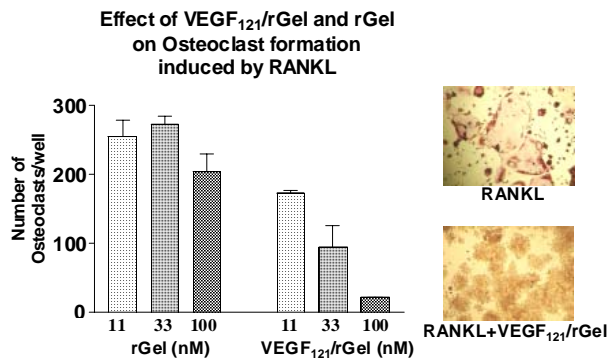 Effect of VEGF121/rGel and rGel
on Osteoclast formation
induced by RANKL
Number of
Osteoclasts/well
300
200
100
0
11 33 100 11 33 100
rGel (nM) VEGF121/rGel (nM)
RANKL
RANKL+VEGF121/rGel